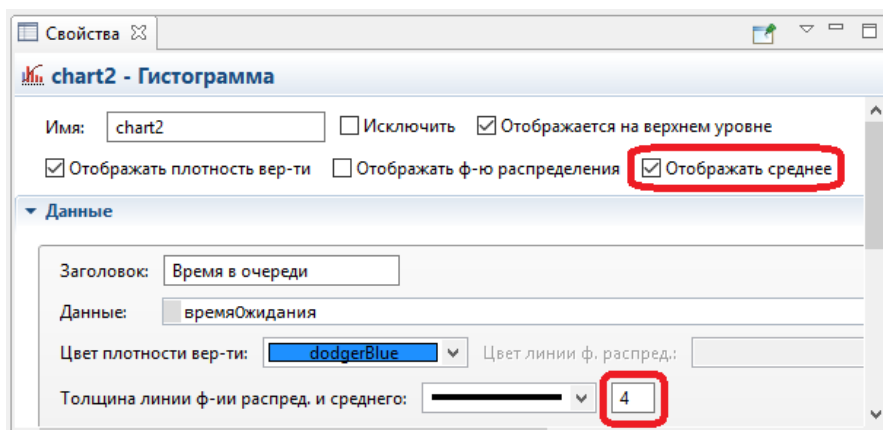 Свойства
chart2 - Гистограмма
Имя: chart2 Исключить Отображается на верхнем уровне
Отображать плотность вер-ти Отображать ф-ю распределения Отображать среднее
Данные
Заголовок: Время в очереди
Данные: времяОжидания
Цвет плотности вер-ти: dodgerBlue Цвет линии ф. распред.:
Толщина линии ф-ии распред. и среднего: 4